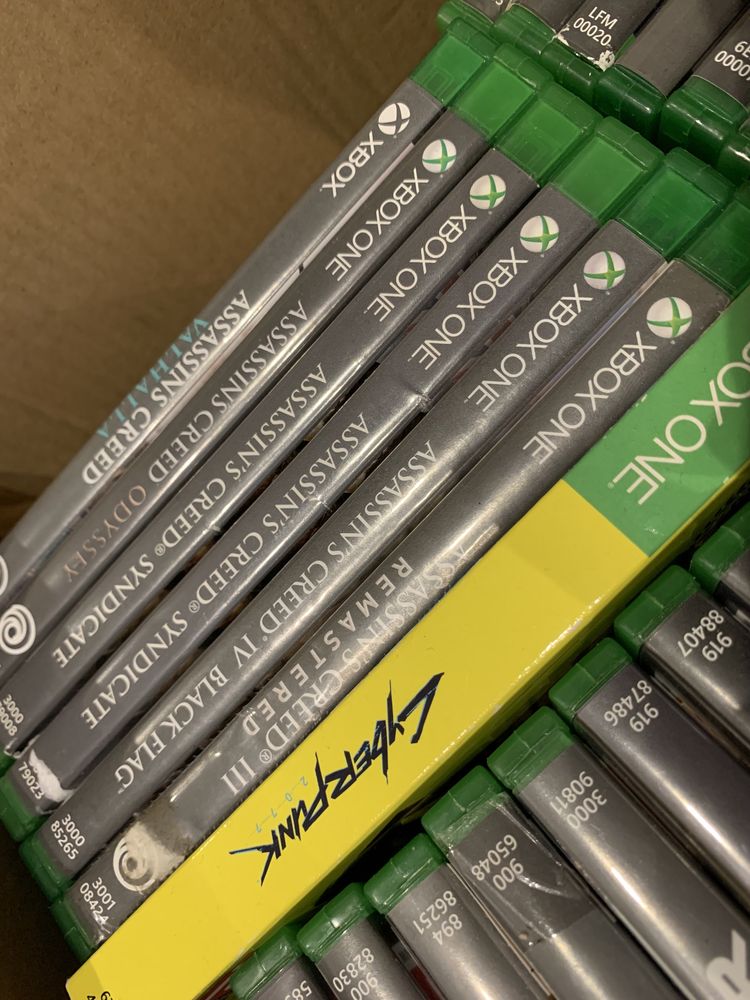 LFM
00020
XBOX
ASSASSIN'S CREED
VALHALLA
XBOX ONE
ASSASSIN'S CREED ODYSSEY
XBOX ONE
ASSASSIN'S CREED® SYNDICATE
3000
XBOX ONE
ASSASSIN'S CREED® SYNDICATE
79023
XBOX ONE
ASSASSIN'S CREED® IV BLACK FLAG
3000
85265
XBOX ONE
ASSASSIN'S CREED® III
REMASTERED
3001
08424
XBOX ONE
CYBERPUNK
2077
919
88407
919
87486
3000
90811
900
65048
894
86251
900
82830